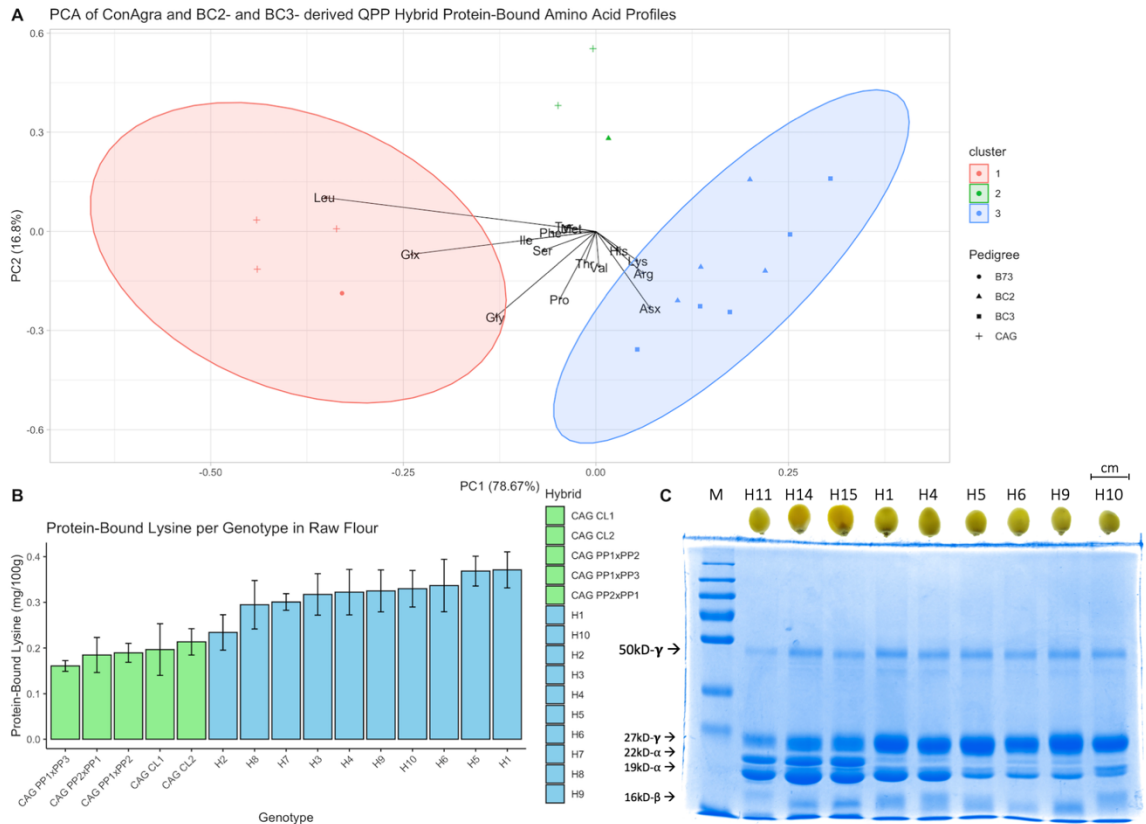 A
PCA of ConAgra and BC2- and BC3- derived QPP Hybrid Protein-Bound Amino Acid Profiles
0.6
0.3
0.0
-0.3
-0.6
PC2 (16.8%)
Leu
Glx
Gly
Ile
Phe
Ser
Met
Thr
Val
Pro
His
Lys
Arg
Asx
-0.50
-0.25
0.00
0.25
PC1 (78.67%)
cluster
1
2
3
Pedigree
B73
BC2
BC3
CAG
B
Protein-Bound Lysine per Genotype in Raw Flour
Protein-Bound Lysine (mg/100g)
0.4
0.3
0.2
0.1
0.0
CAG PP1xPP3
CAG PP2xPP1
CAG PP1xPP2
CAG CL1
CAG CL2
H2
H8
H7
H3
H4
H9
H10
H6
H5
H1
Genotype
Hybrid
CAG CL1
CAG CL2
CAG PP1xPP2
CAG PP1xPP3
CAG PP2xPP1
H1
H10
H2
H3
H4
H5
H6
H7
H8
H9
C
cm
M H11 H14 H15 H1 H4 H5 H6 H9 H10
50kD-γ →
27kD-γ →
22kD-α →
19kD-α →
16kD-β →